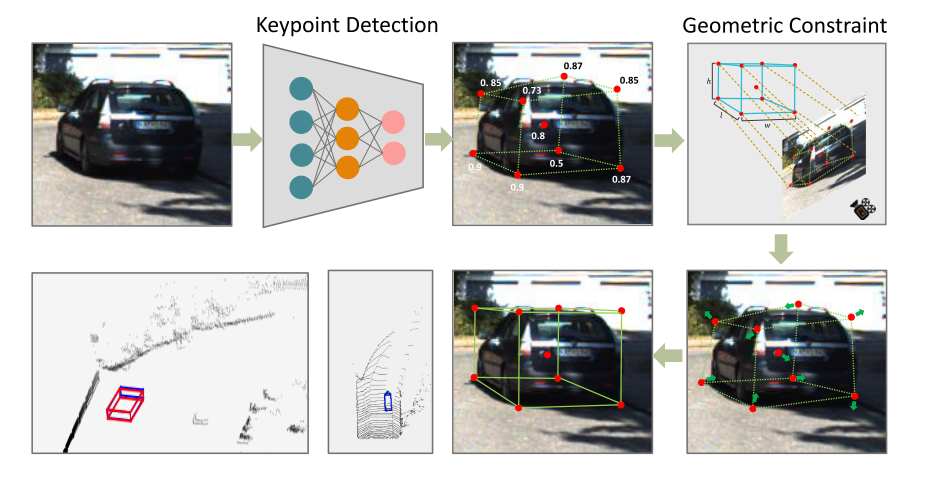 Keypoint Detection
Geometric Constraint
0.87
0.85
0.85
0.73
0.8
0.5
0.9
0.9
0.87
h
l
w